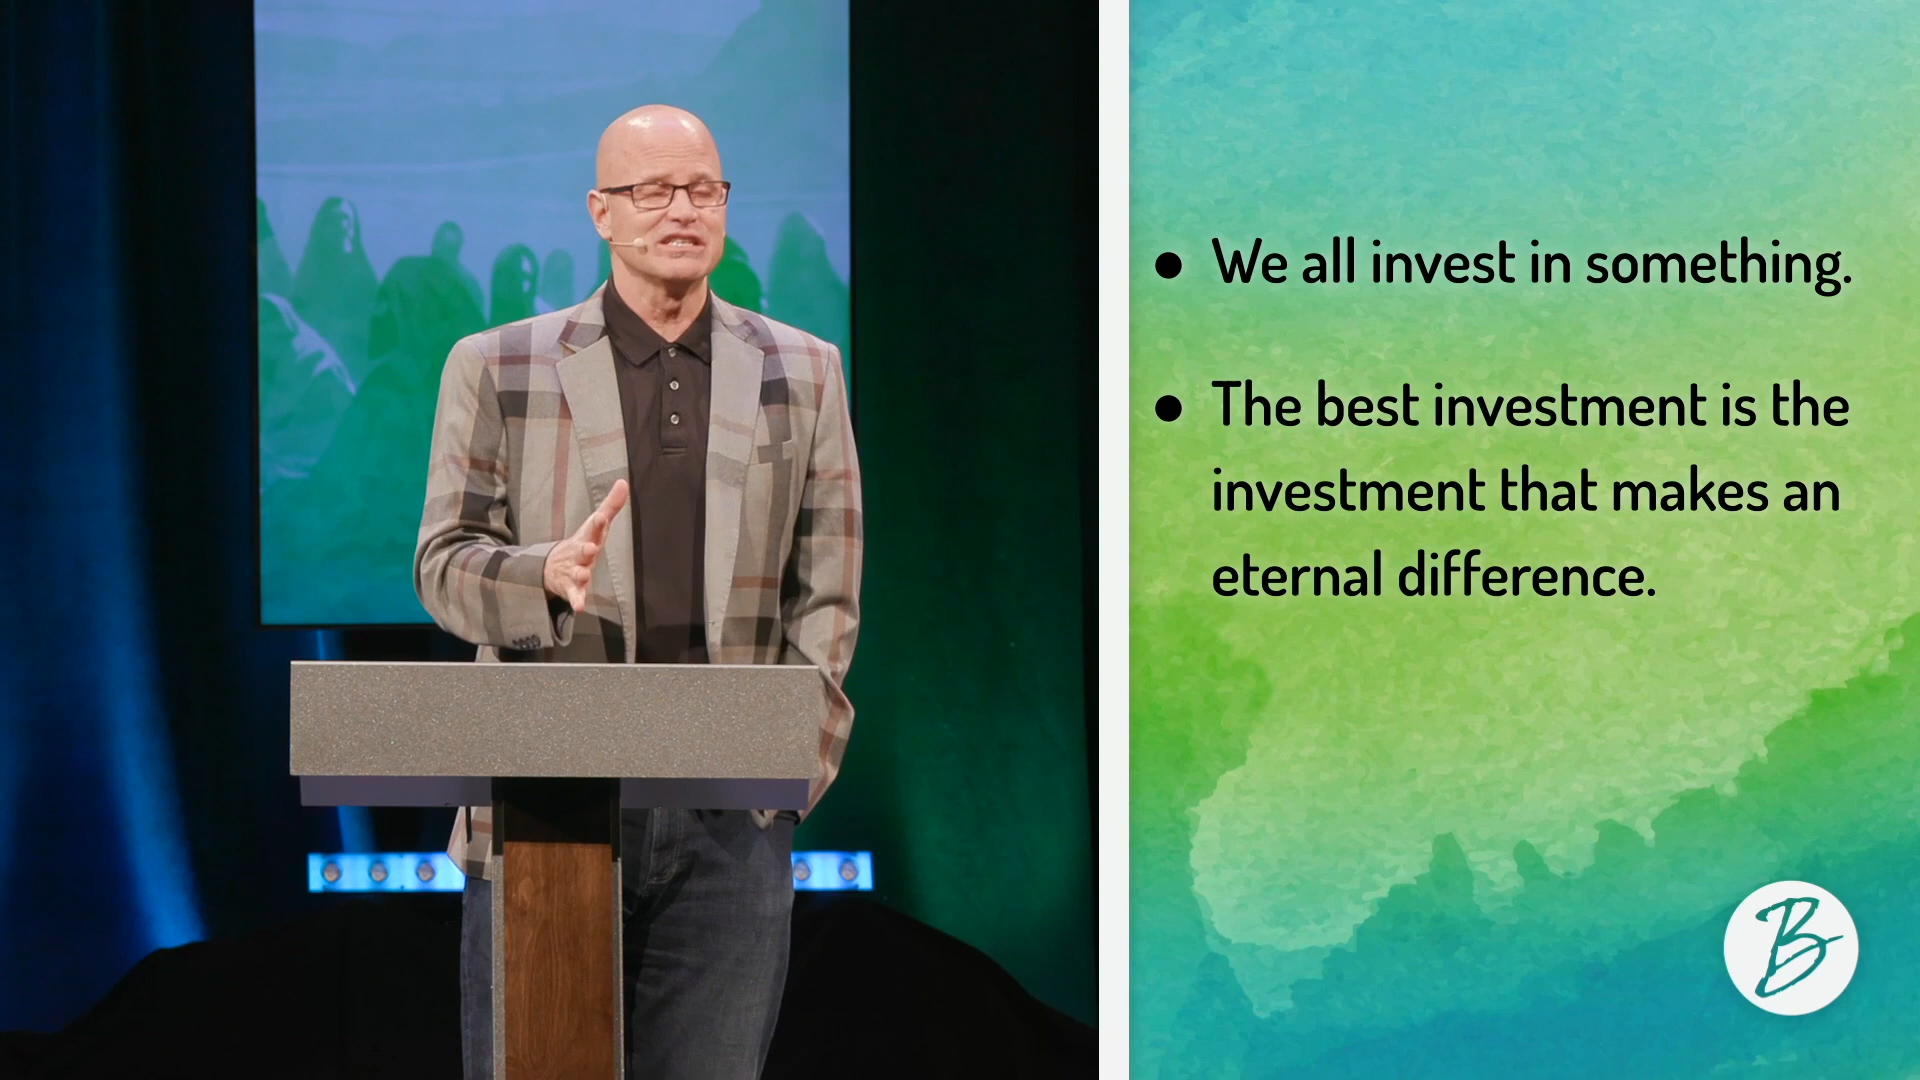 ● We all invest in something.
● The best investment is the
investment that makes an
eternal difference.
B